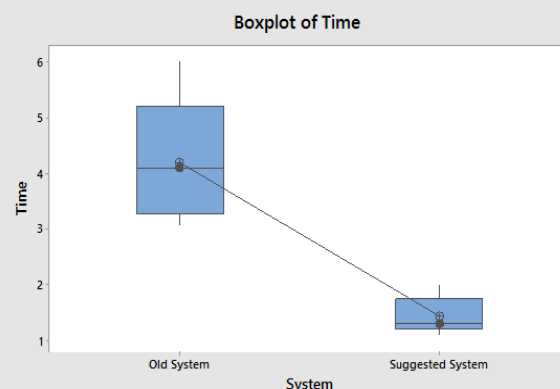 Boxplot of Time
6
5
4
3
2
1
Time
Old System
Suggested System
System